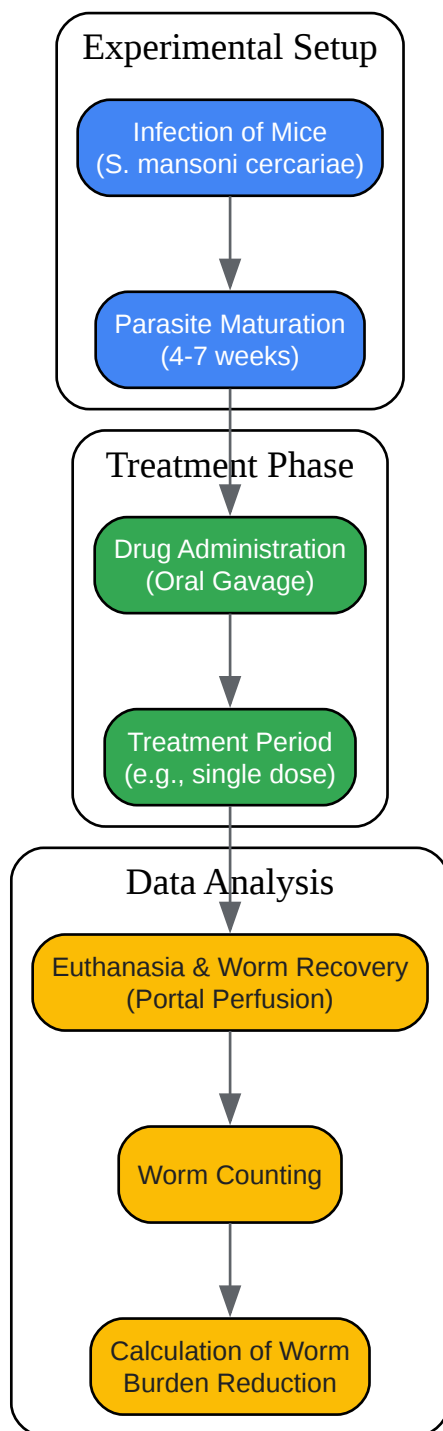 Experimental Setup
Infection of Mice
(S. mansoni cercariae)
Parasite Maturation
(4-7 weeks)
Treatment Phase
Drug Administration
(Oral Gavage)
Treatment Period
(e.g., single dose)
Data Analysis
Euthanasia & Worm Recovery
(Portal Perfusion)
Worm Counting
Calculation of Worm
Burden Reduction